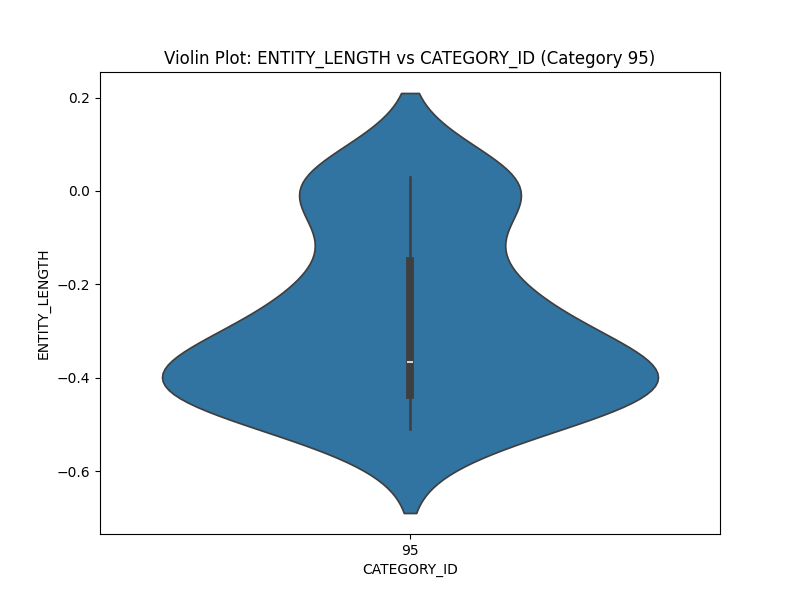 Violin Plot: ENTITY_LENGTH vs CATEGORY_ID (Category 95)
0.2
0.0
−0.2
−0.4
−0.6
ENTITY_LENGTH
95
CATEGORY_ID